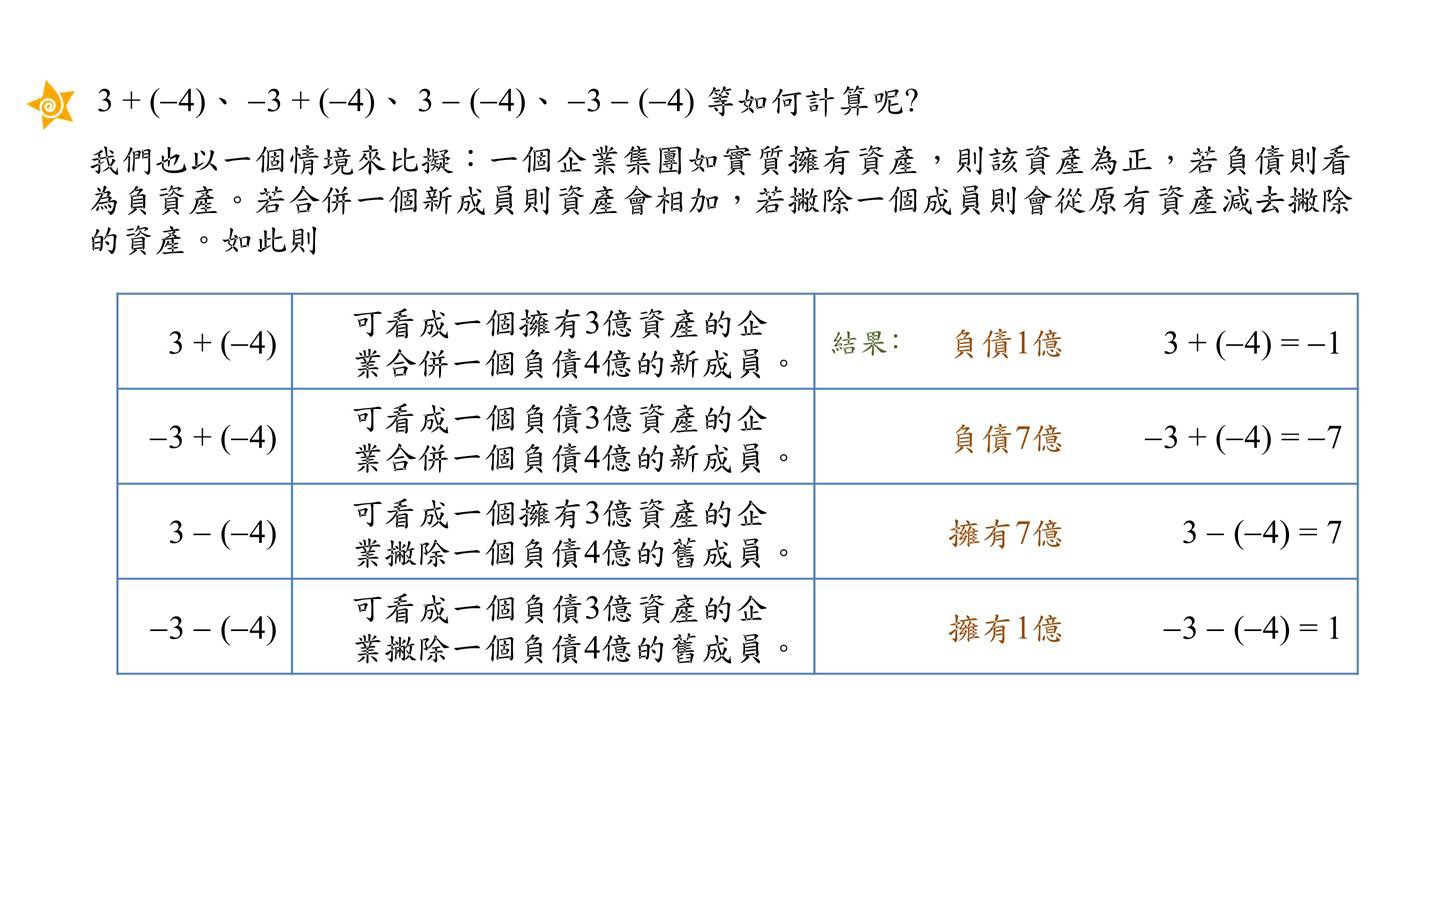 3 + (–4)、 –3 + (–4)、 3 – (–4)、 –3 – (–4) 等如何計算呢?
我們也以一個情境來比擬：一個企業集團如實質擁有資產，則該資產為正，若負債則看
為負資產。若合併一個新成員則資產會相加，若撇除一個成員則會從原有資產減去撇除
的資產。如此則
3 + (–4)
可看成一個擁有3億資產的企
業合併一個負債4億的新成員。
結果: 負債1億 3 + (–4) = –1
–3 + (–4)
可看成一個負債3億資產的企
業合併一個負債4億的新成員。
負債7億 –3 + (–4) = –7
3 – (–4)
可看成一個擁有3億資產的企
業撇除一個負債4億的舊成員。
擁有7億 3 – (–4) = 7
–3 – (–4)
可看成一個負債3億資產的企
業撇除一個負債4億的舊成員。
擁有1億 –3 – (–4) = 1